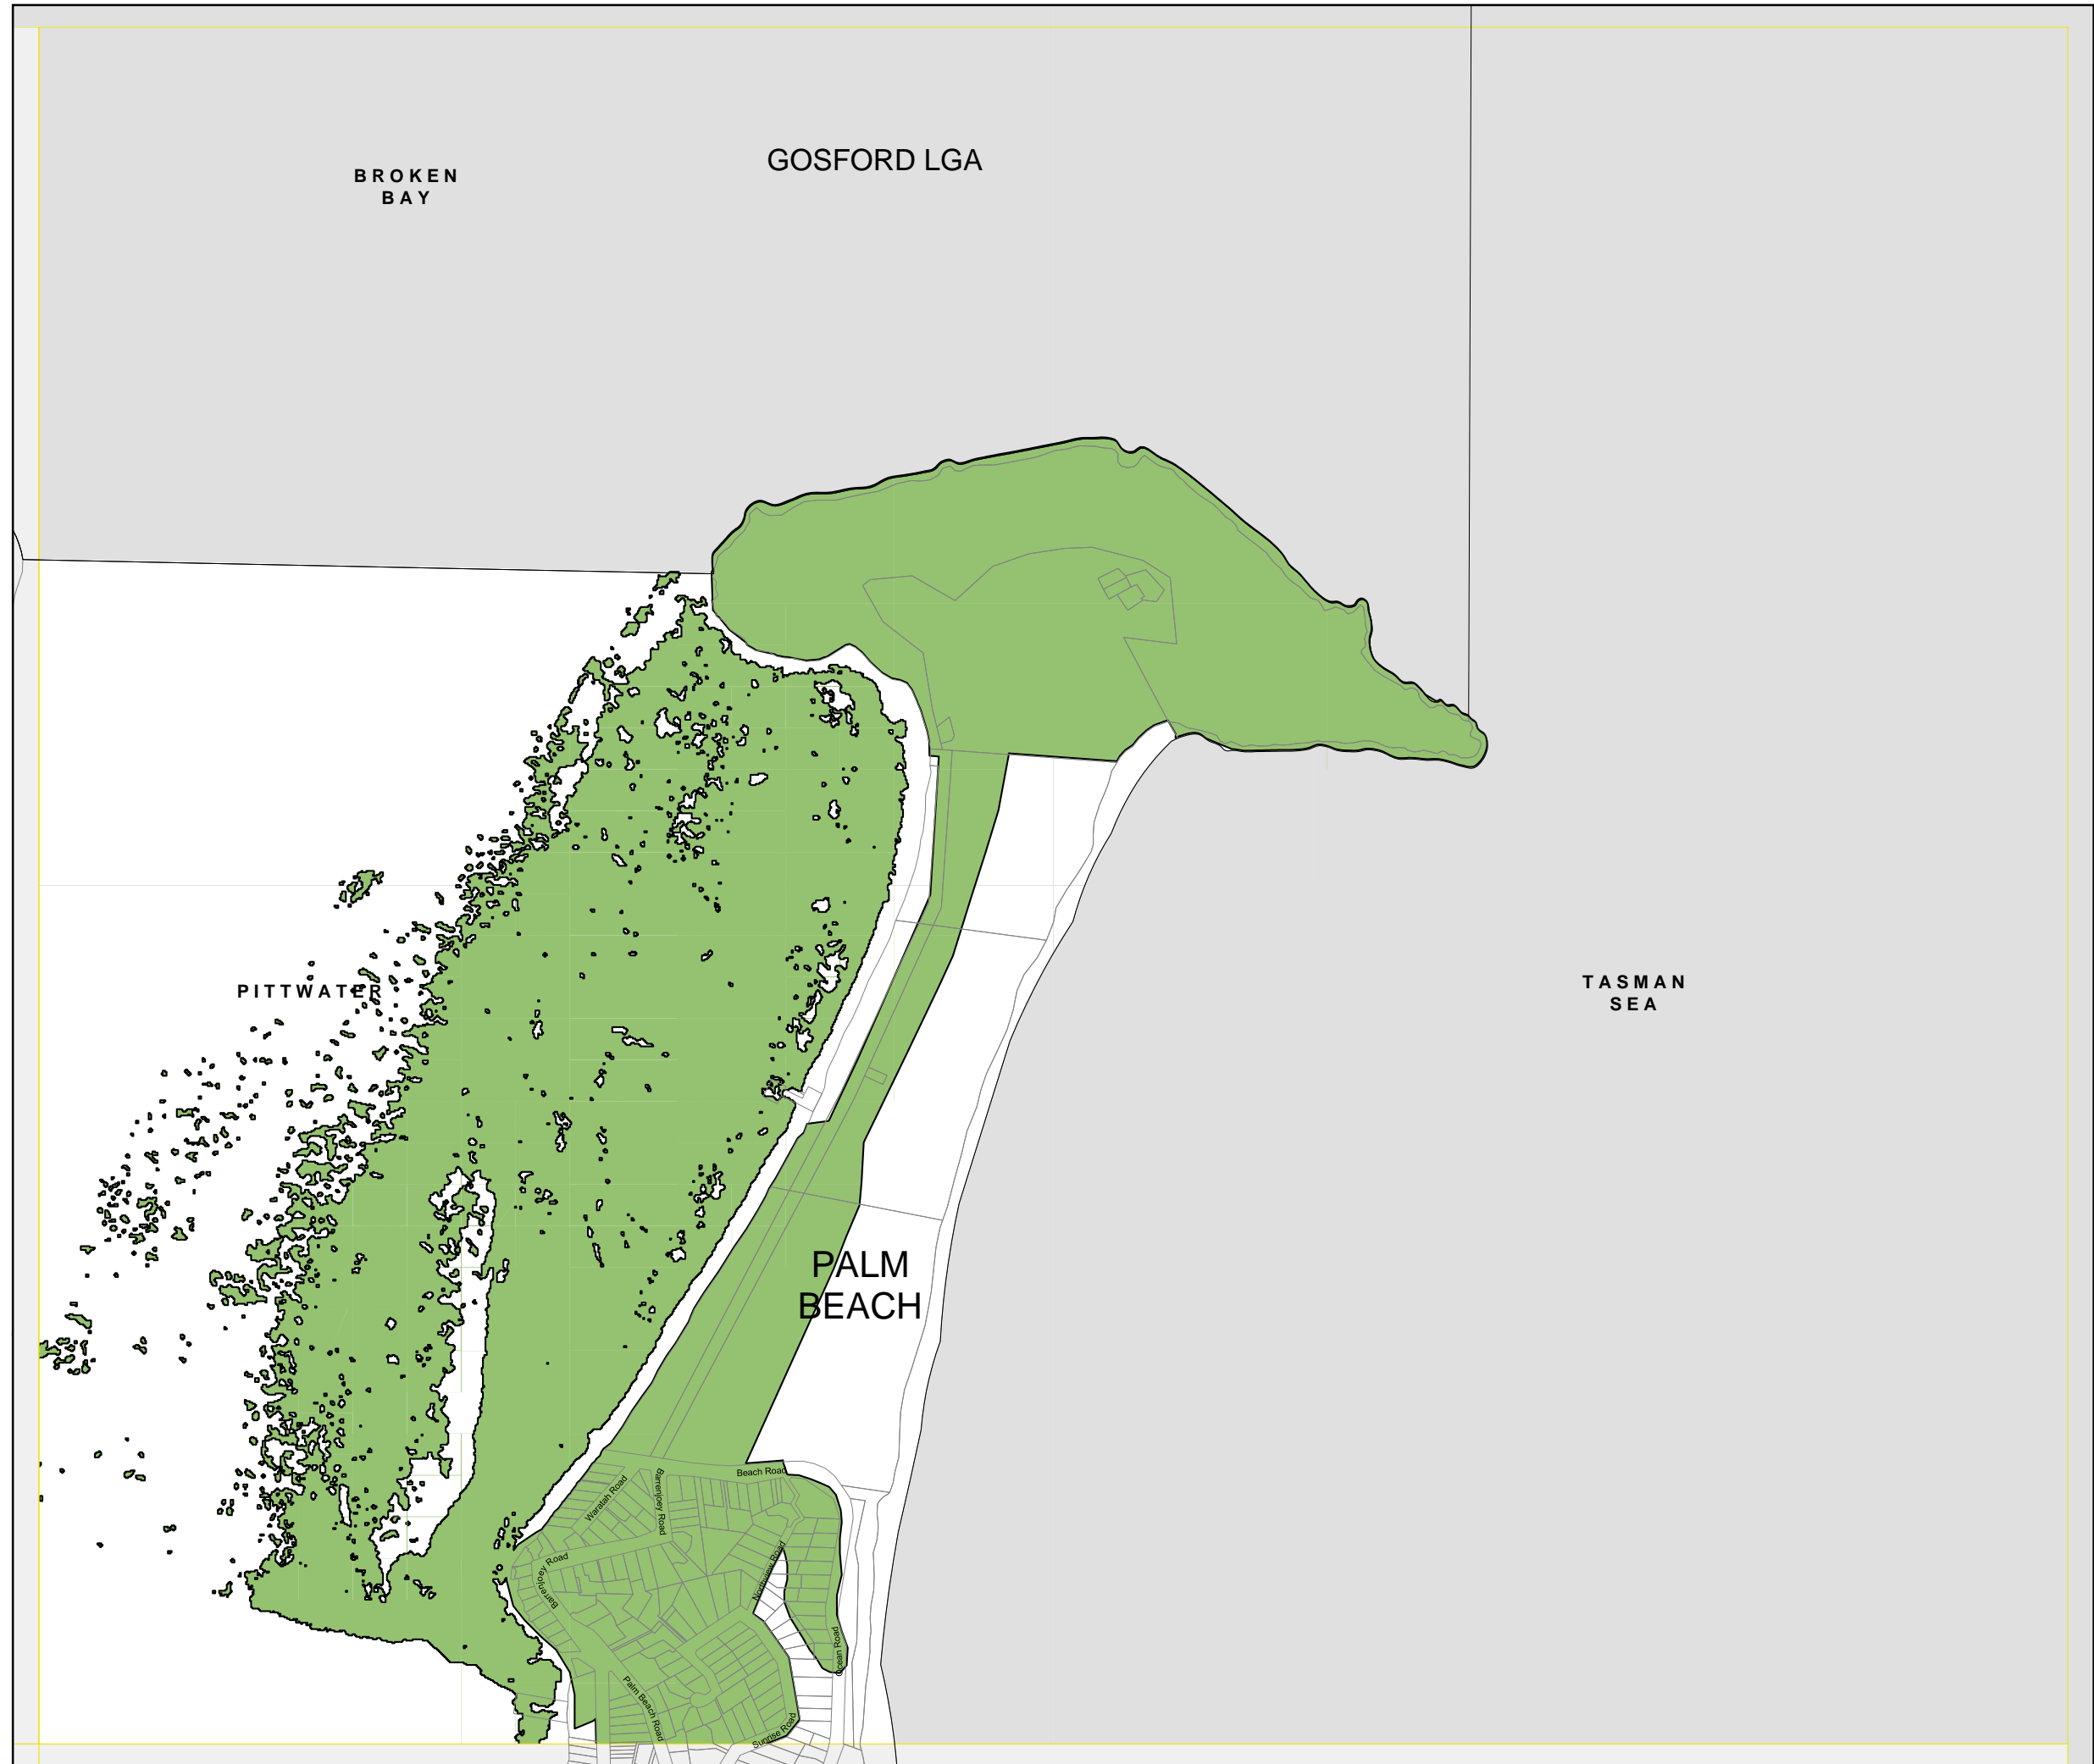 GOSFORD LGA
BROKEN
BAY
PITTWATER
TASMAN
SEA
PALM
BEACH
Beach Road
Waratah Road
Barrenjoey Road
Barrenjoey Road
Northview Road
Ocean Road
Palm Beach Road
Sunrise Road